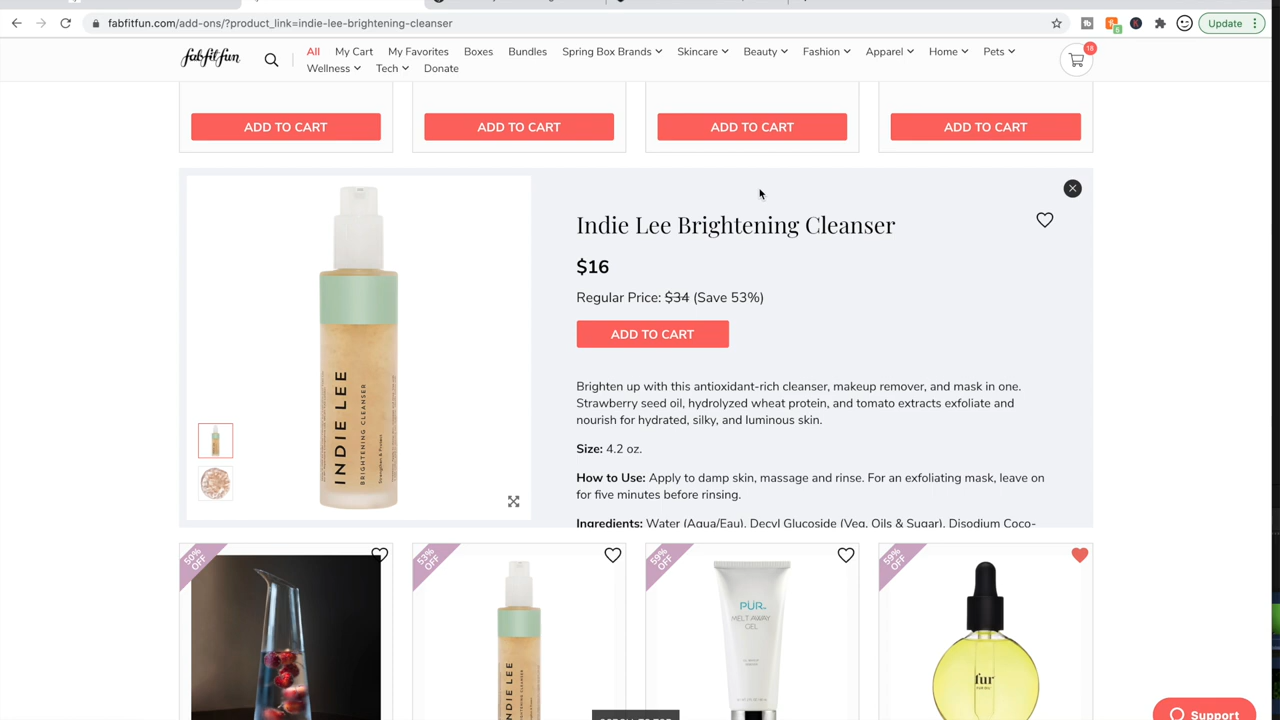 fabfitfun.com/add-ons/?product_link=indie-lee-brightening-cleanser
Update
fabfitfun
All My Cart My Favorites Boxes Bundles Spring Box Brands Skincare Beauty Fashion Apparel Home Pets
Wellness Tech Donate
18
ADD TO CART ADD TO CART ADD TO CART ADD TO CART
Indie Lee Brightening Cleanser
$16
Regular Price: $34 (Save 53%)
ADD TO CART
Brighten up with this antioxidant-rich cleanser, makeup remover, and mask in one.
Strawberry seed oil, hydrolyzed wheat protein, and tomato extracts exfoliate and
nourish for hydrated, silky, and luminous skin.
Size: 4.2 oz.
How to Use: Apply to damp skin, massage and rinse. For an exfoliating mask, leave on
for five minutes before rinsing.
Ingredients: Water (Aqua/Eau), Decyl Glucoside (Veg. Oils & Sugar), Disodium Coco-
INDIE LEE
BRIGHTENING CLEANSER
50% OFF
53% OFF
59% OFF
59% OFF
INDIE LEE
PÜR
MELT AWAY
GEL
fur
FUR OIL
Support